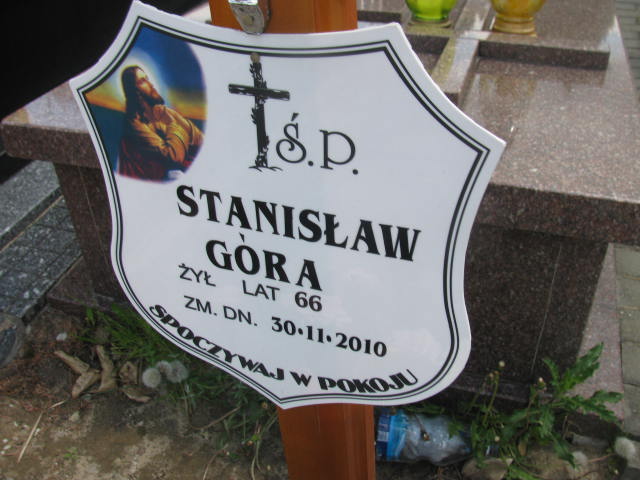 Ś.P.
STANISŁAW
GÓRA
ŻYŁ LAT 66
ZM. DN. 30·11·2010
SPOCZYWAJ W POKOJU